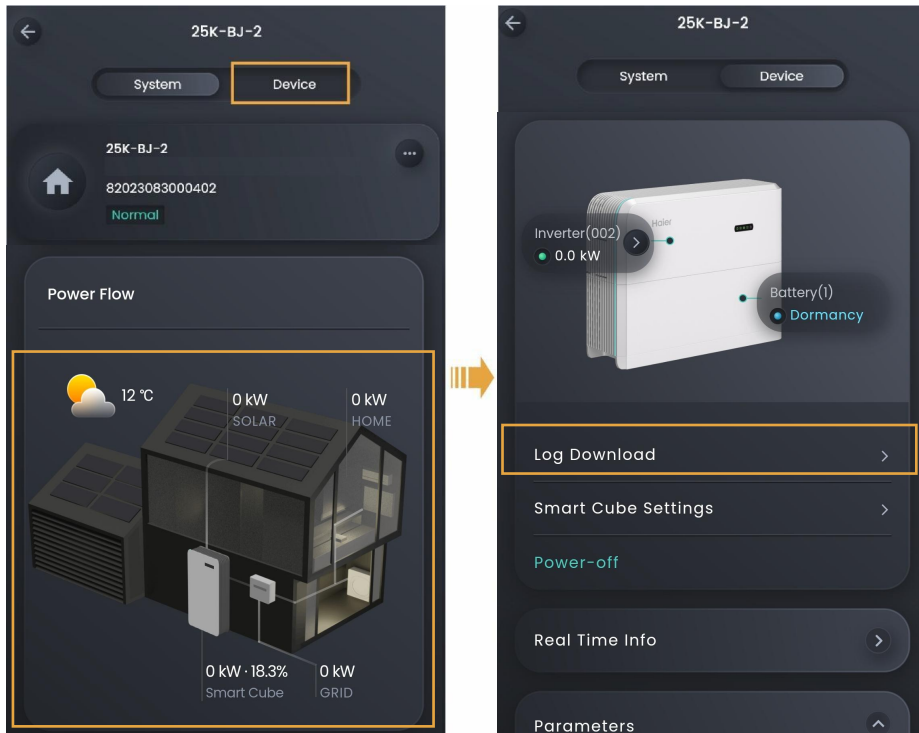 25K-BJ-2
System
Device
25K-BJ-2
82023083000402
Normal
Power Flow
12 ℃
0 kW
SOLAR
0 kW
HOME
0 kW · 18.3%
Smart Cube
0 kW
GRID
25K-BJ-2
System
Device
Haier
Inverter(002)
0.0 kW
Battery(1)
Dormancy
Log Download
Smart Cube Settings
Power-off
Real Time Info
Parameters